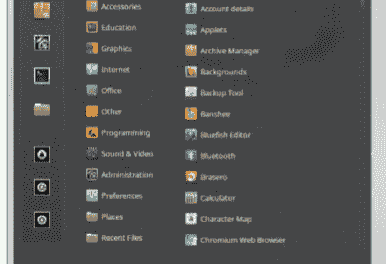 Accessories
Education
Graphics
Internet
Office
Other
Programming
Sound & Video
Administration
Preferences
Places
Recent Files
Account details
Applets
Archive Manager
Backgrounds
Backup Tool
Banshee
Bluefish Editor
Bluetooth
Brasero
Calculator
Character Map
Chromium Web Browser